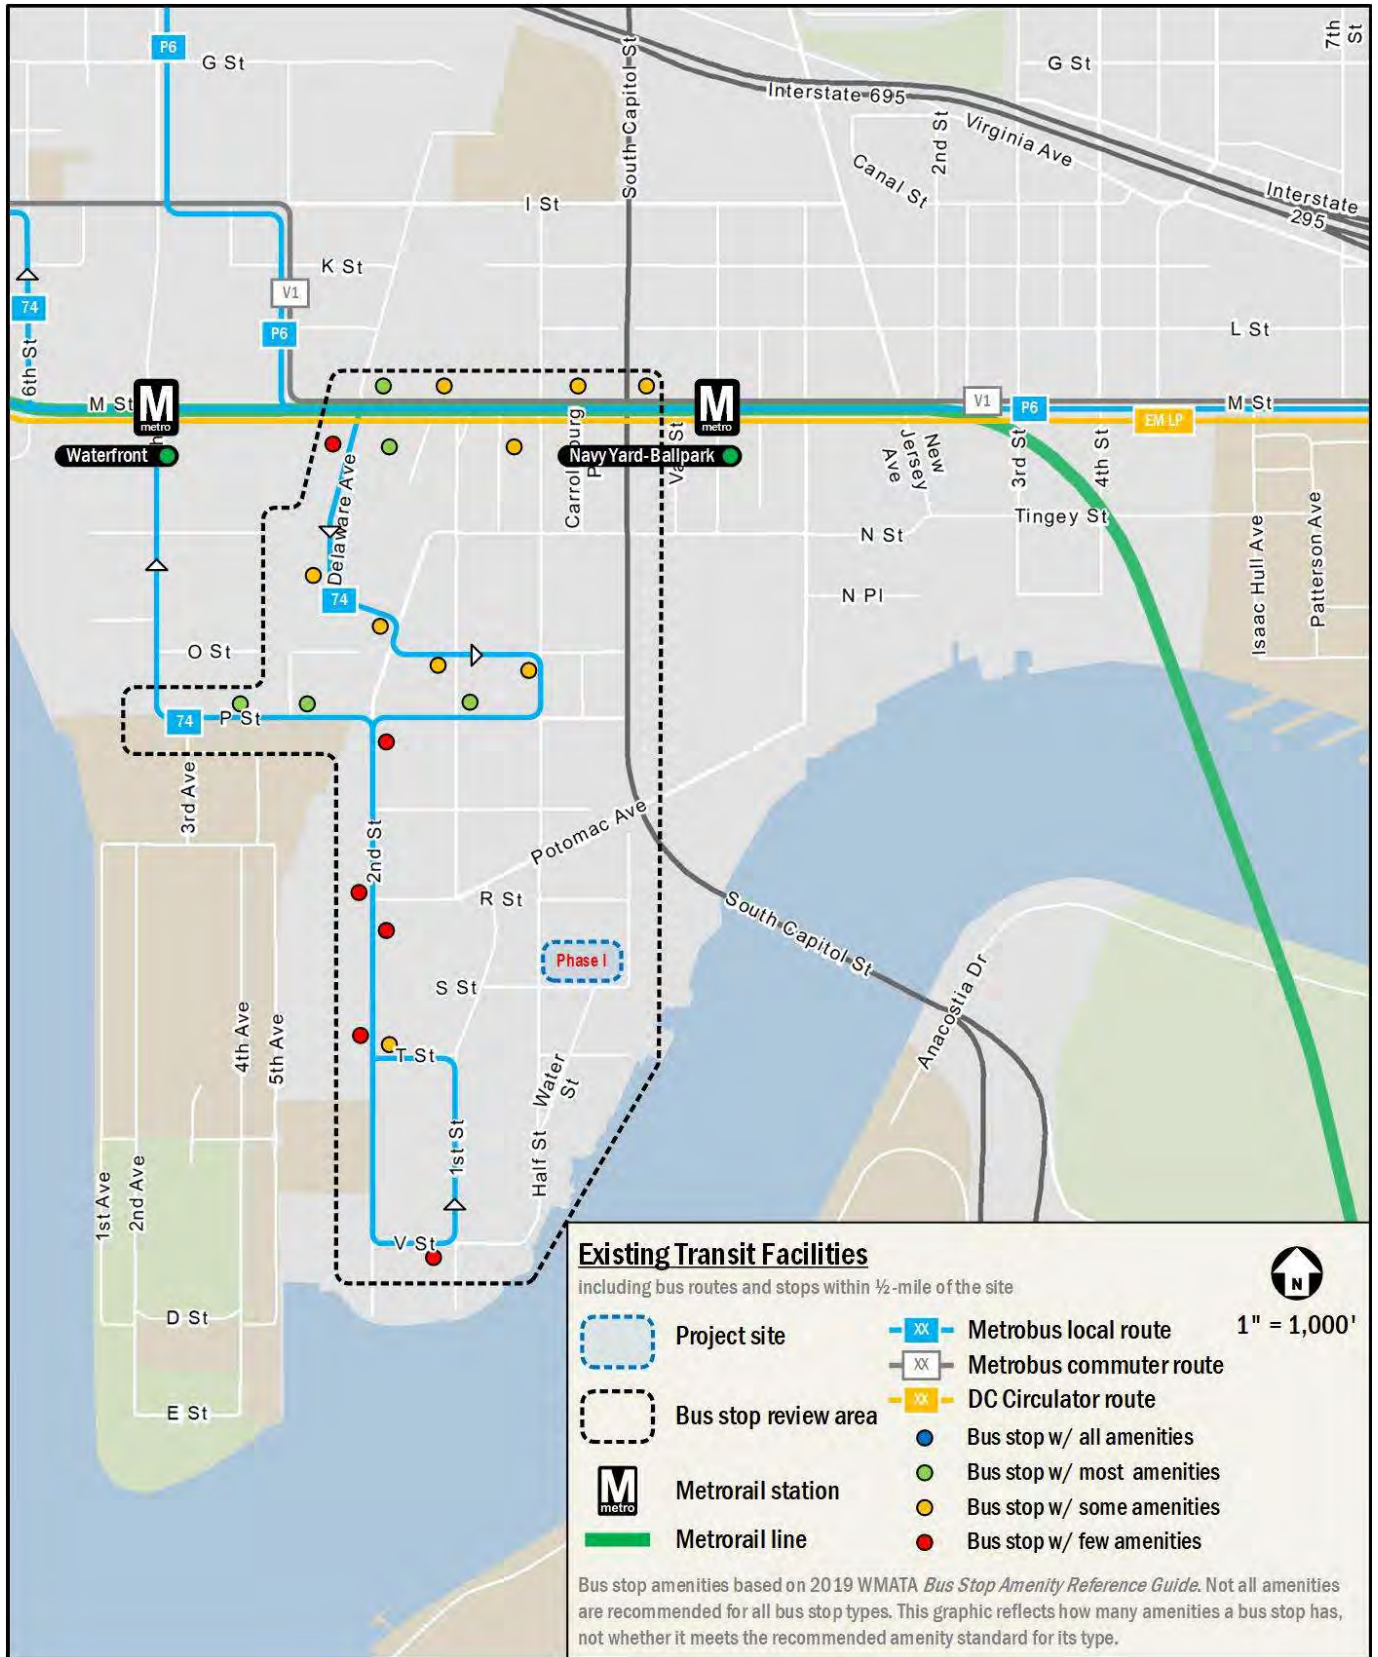 7th
St
P6
G St
G St
South Capitol St
Interstate 695
Virginia Ave
2nd St
Canal St
Interstate
295
I St
K St
V1
74
P6
L St
6th St
M St
M
metro
M
metro
V1
P6
M St
EM LP
Waterfront
Navy Yard-Ballpark
Delaware Ave
New
Jersey
Ave
3rd St
4th St
Tingey St
N St
Isaac Hull Ave
Patterson Ave
74
N Pl
O St
74
P St
3rd Ave
2nd St
Potomac Ave
R St
South Capitol St
Phase I
S St
Anacostia Dr
4th Ave
5th Ave
T St
Water
St
1st St
Half St
1st Ave
2nd Ave
V St
D St
E St
Existing Transit Facilities
including bus routes and stops within ½-mile of the site
N
1" = 1,000'
Project site
Bus stop review area
M
metro
Metrorail station
Metrorail line
XX Metrobus local route
XX Metrobus commuter route
XX DC Circulator route
Bus stop w/ all amenities
Bus stop w/ most amenities
Bus stop w/ some amenities
Bus stop w/ few amenities
Bus stop amenities based on 2019 WMATA Bus Stop Amenity Reference Guide. Not all amenities
are recommended for all bus stop types. This graphic reflects how many amenities a bus stop has,
not whether it meets the recommended amenity standard for its type.